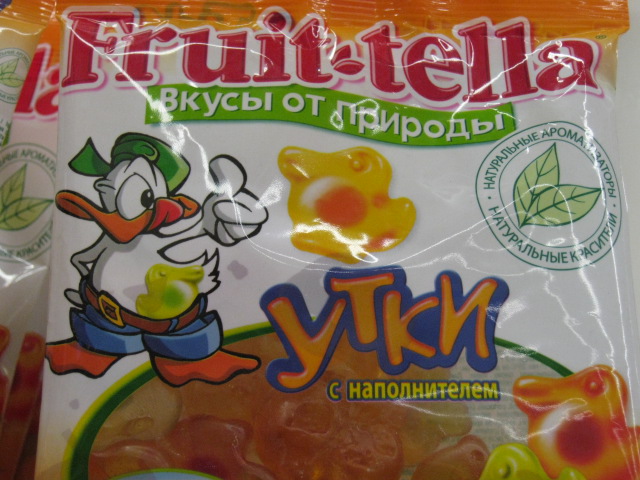 Fruit-tella
Вкусы от природы
НАТУРАЛЬНЫЕ АРОМАТИЗАТОРЫ
НАТУРАЛЬНЫЕ КРАСИТЕЛИ
утки
с наполнителем